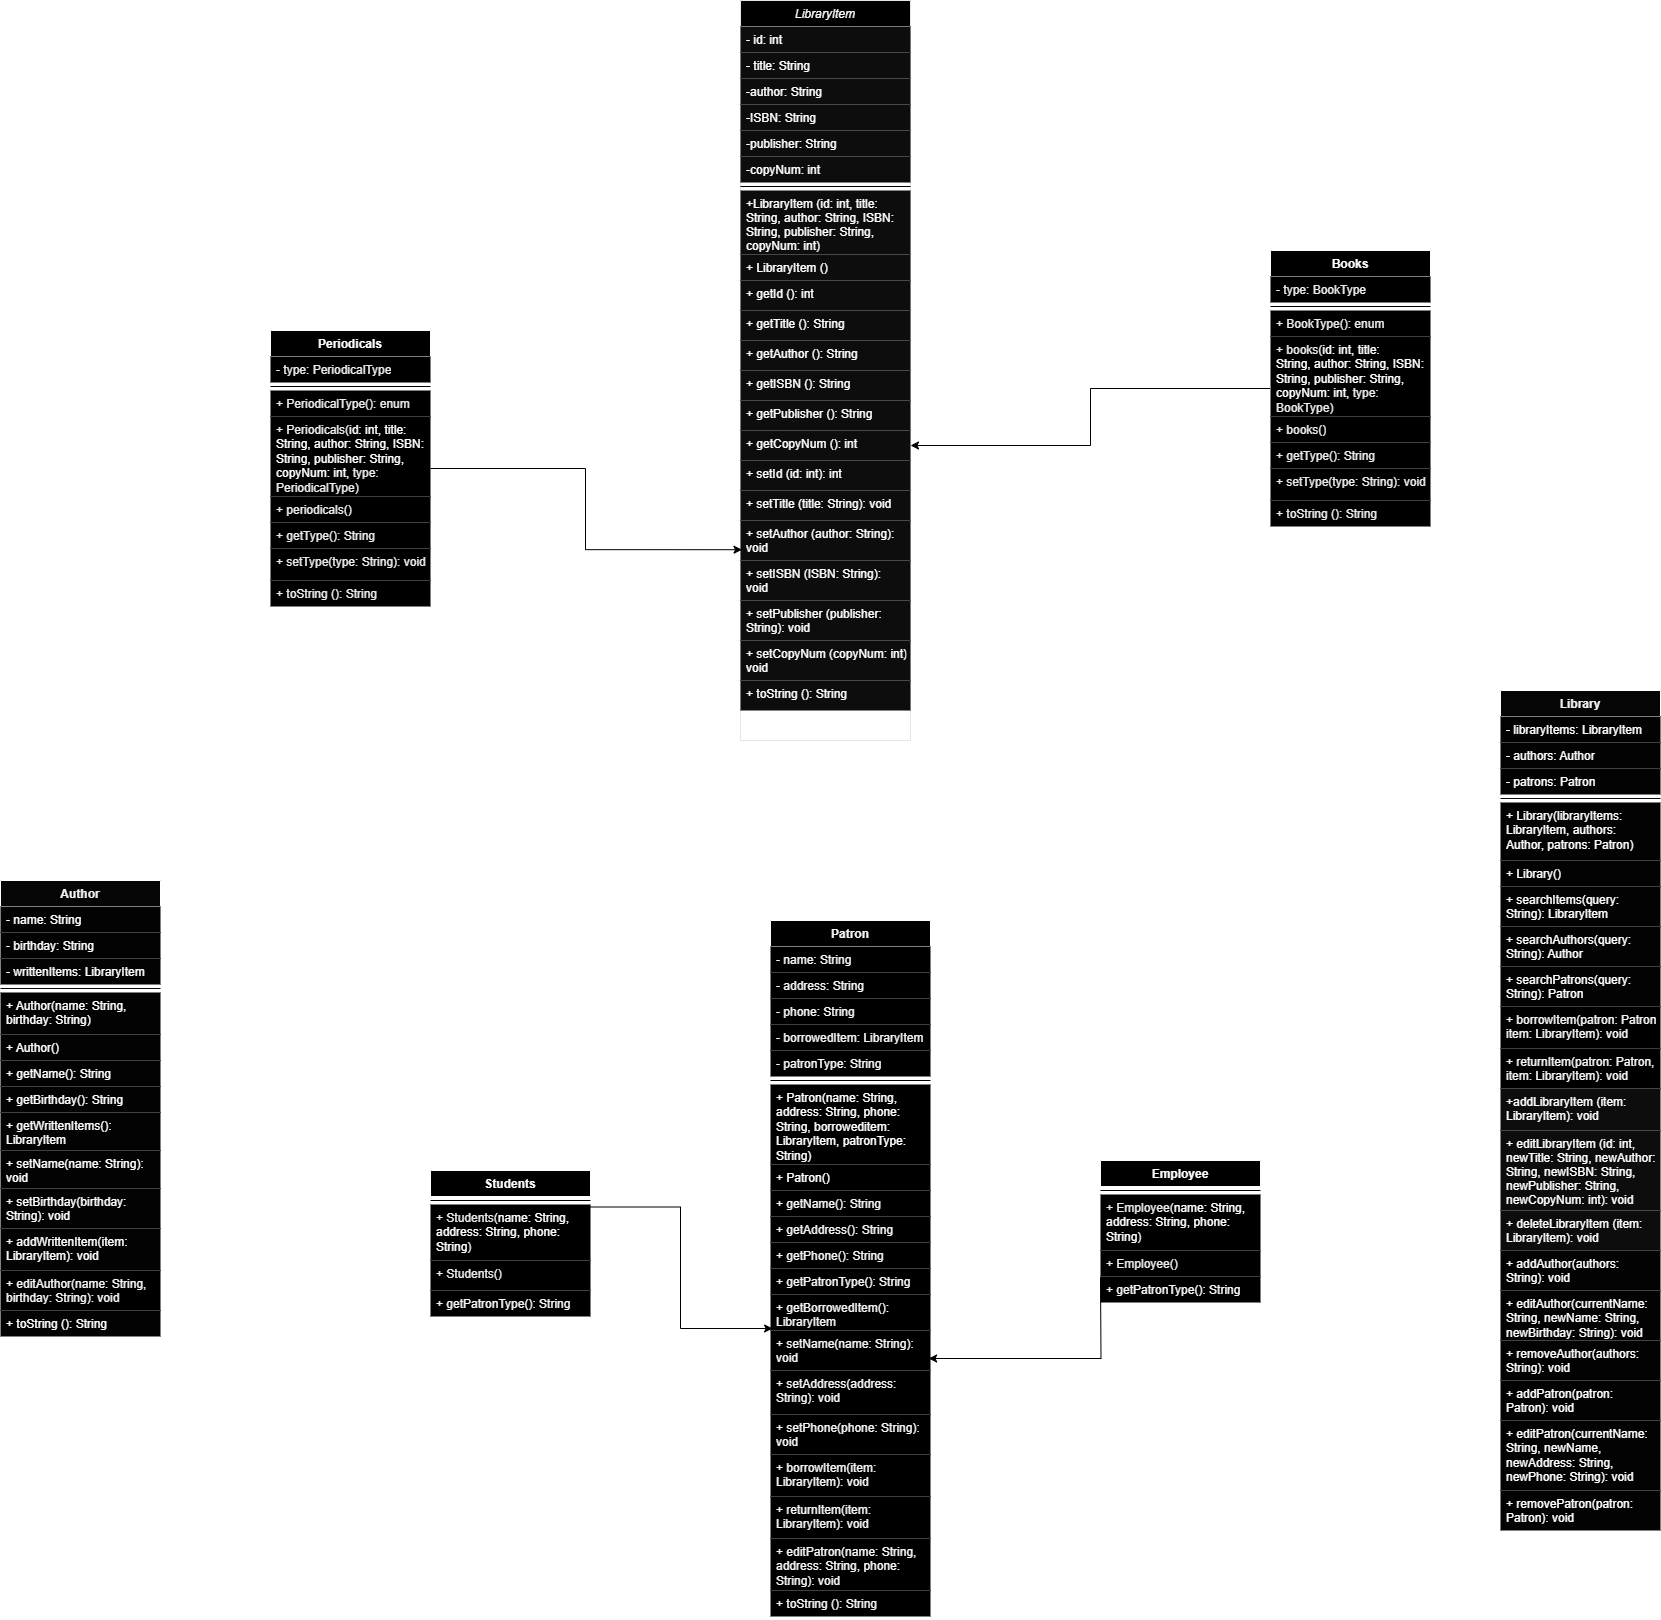 LibraryItem
- id: int
- title: String
-author: String
-ISBN: String
-publisher: String
-copyNum: int
+LibraryItem (id: int, title:
String, author: String, ISBN:
String, publisher: String,
copyNum: int)
+ LibraryItem ()
+ getId (): int
+ getTitle (): String
+ getAuthor (): String
+ getISBN (): String
+ getPublisher (): String
+ getCopyNum (): int
+ setId (id: int): int
+ setTitle (title: String): void
+ setAuthor (author: String):
void
+ setISBN (ISBN: String):
void
+ setPublisher (publisher:
String): void
+ setCopyNum (copyNum: int)
void
+ toString (): String
Books
- type: BookType
+ BookType(): enum
+ books(id: int, title:
String, author: String, ISBN:
String, publisher: String,
copyNum: int, type:
BookType)
+ books()
+ getType(): String
+ setType(type: String): void
+ toString (): String
Periodicals
- type: PeriodicalType
+ PeriodicalType(): enum
+ Periodicals(id: int, title:
String, author: String, ISBN:
String, publisher: String,
copyNum: int, type:
PeriodicalType)
+ periodicals()
+ getType(): String
+ setType(type: String): void
+ toString (): String
Library
- libraryItems: LibraryItem
- authors: Author
- patrons: Patron
+ Library(libraryItems:
LibraryItem, authors:
Author, patrons: Patron)
+ Library()
+ searchItems(query:
String): LibraryItem
+ searchAuthors(query:
String): Author
+ searchPatrons(query:
String): Patron
+ borrowItem(patron: Patron
item: LibraryItem): void
+ returnItem(patron: Patron,
item: LibraryItem): void
+addLibraryItem (item:
LibraryItem): void
+ editLibraryItem (id: int,
newTitle: String, newAuthor:
String, newISBN: String,
newPublisher: String,
newCopyNum: int): void
+ deleteLibraryItem (item:
LibraryItem): void
+ addAuthor(authors:
String): void
+ editAuthor(currentName:
String, newName: String,
newBirthday: String): void
+ removeAuthor(authors:
String): void
+ addPatron(patron:
Patron): void
+ editPatron(currentName:
String, newName,
newAddress: String,
newPhone: String): void
+ removePatron(patron:
Patron): void
Author
- name: String
- birthday: String
- writtenItems: LibraryItem
+ Author(name: String,
birthday: String)
+ Author()
+ getName(): String
+ getBirthday(): String
+ getWrittenItems():
LibraryItem
+ setName(name: String):
void
+ setBirthday(birthday:
String): void
+ addWrittenItem(item:
LibraryItem): void
+ editAuthor(name: String,
birthday: String): void
+ toString (): String
Patron
- name: String
- address: String
- phone: String
- borrowedItem: LibraryItem
- patronType: String
+ Patron(name: String,
address: String, phone:
String, borroweditem:
LibraryItem, patronType:
String)
+ Patron()
+ getName(): String
+ getAddress(): String
+ getPhone(): String
+ getPatronType(): String
+ getBorrowedItem():
LibraryItem
+ setName(name: String):
void
+ setAddress(address:
String): void
+ setPhone(phone: String):
void
+ borrowItem(item:
LibraryItem): void
+ returnItem(item:
LibraryItem): void
+ editPatron(name: String,
address: String, phone:
String): void
+ toString (): String
Students
+ Students(name: String,
address: String, phone:
String)
+ Students()
+ getPatronType(): String
Employee
+ Employee(name: String,
address: String, phone:
String)
+ Employee()
+ getPatronType(): String